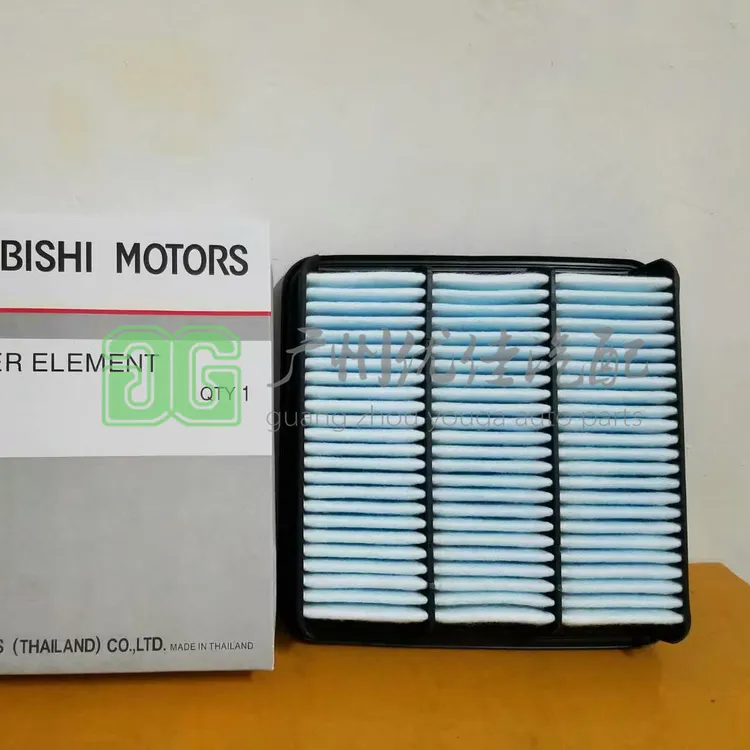 BISHI MOTORS
ER ELEMENT
QTY 1
广州优佳汽配
guang zhou youga auto parts
S (THAILAND) CO.,LTD. MADE IN THAILAND